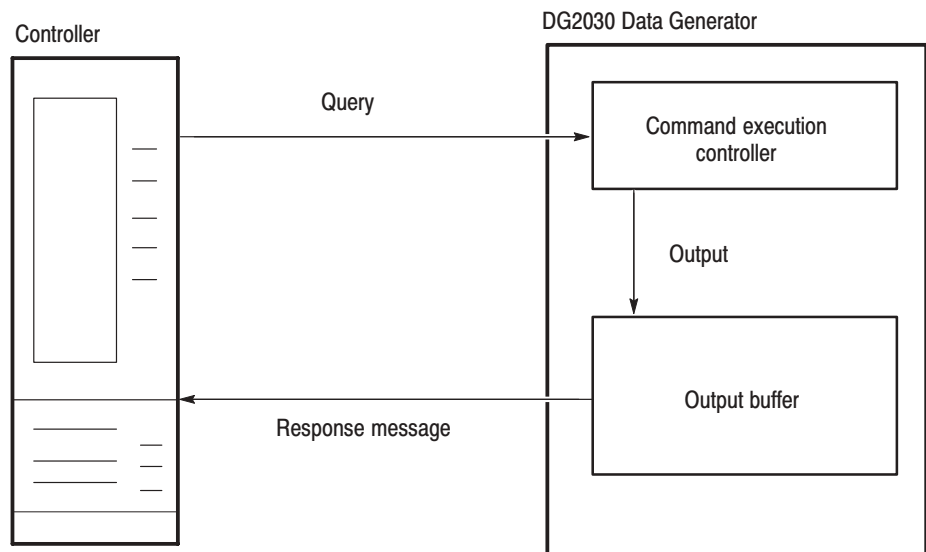 DG2030 Data Generator
Controller
Query
Command execution
controller
Output
Output buffer
Response message